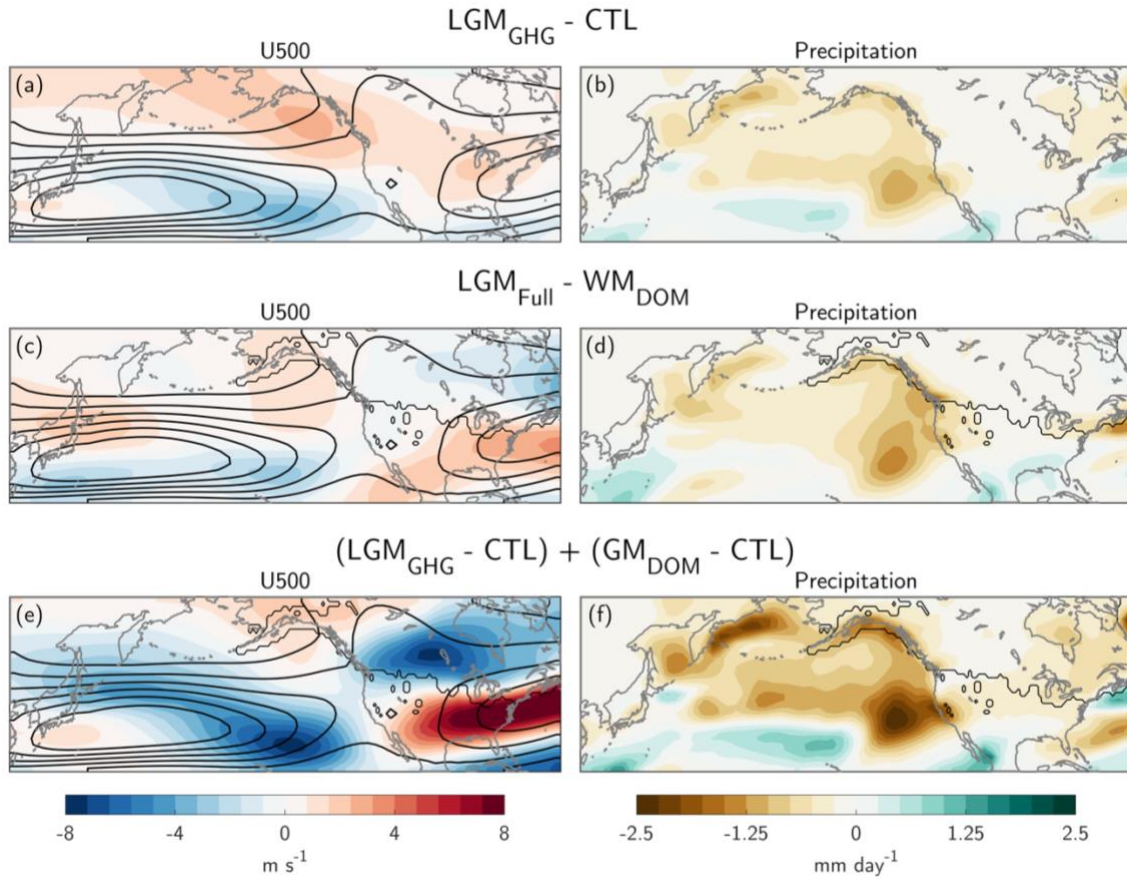 LGM_GHG - CTL
U500
Precipitation
(a)
(b)
LGM_Full - WM_DOM
U500
Precipitation
(c)
(d)
(LGM_GHG - CTL) + (GM_DOM - CTL)
U500
Precipitation
(e)
(f)
-8 -4 0 4 8
m s⁻¹
-2.5 -1.25 0 1.25 2.5
mm day⁻¹